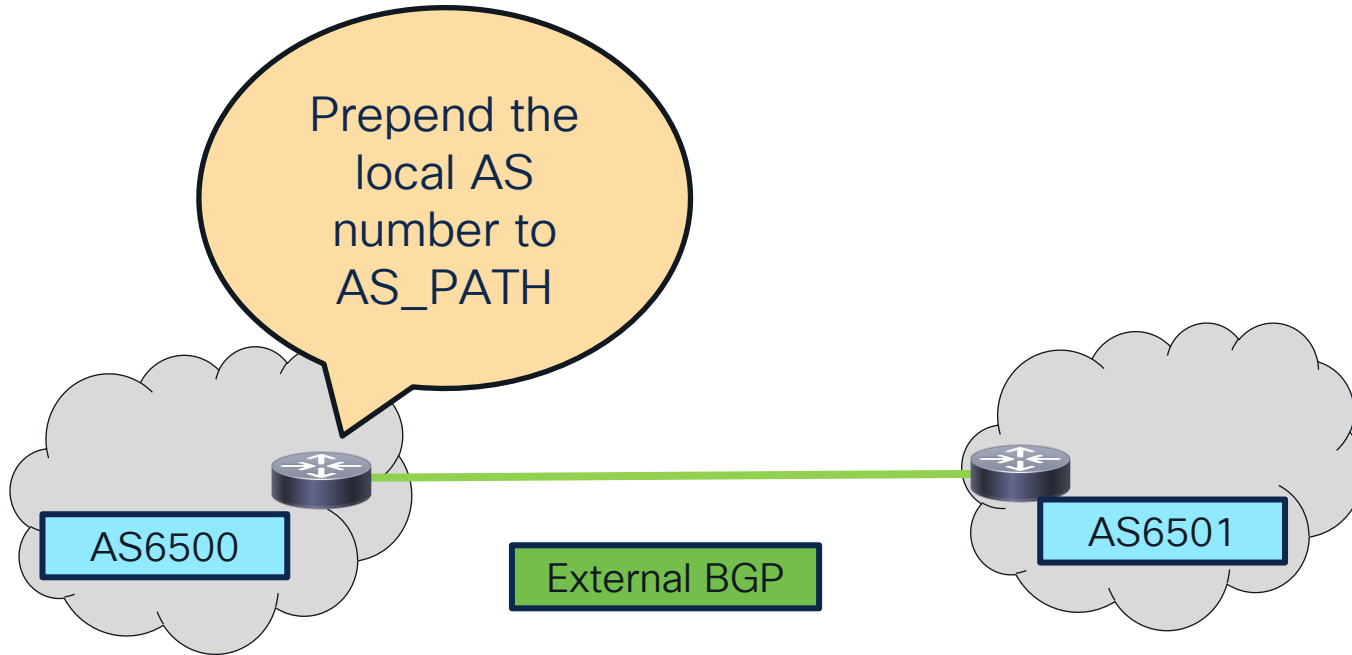 Prepend the
local AS
number to
AS_PATH
AS6500
AS6501
External BGP